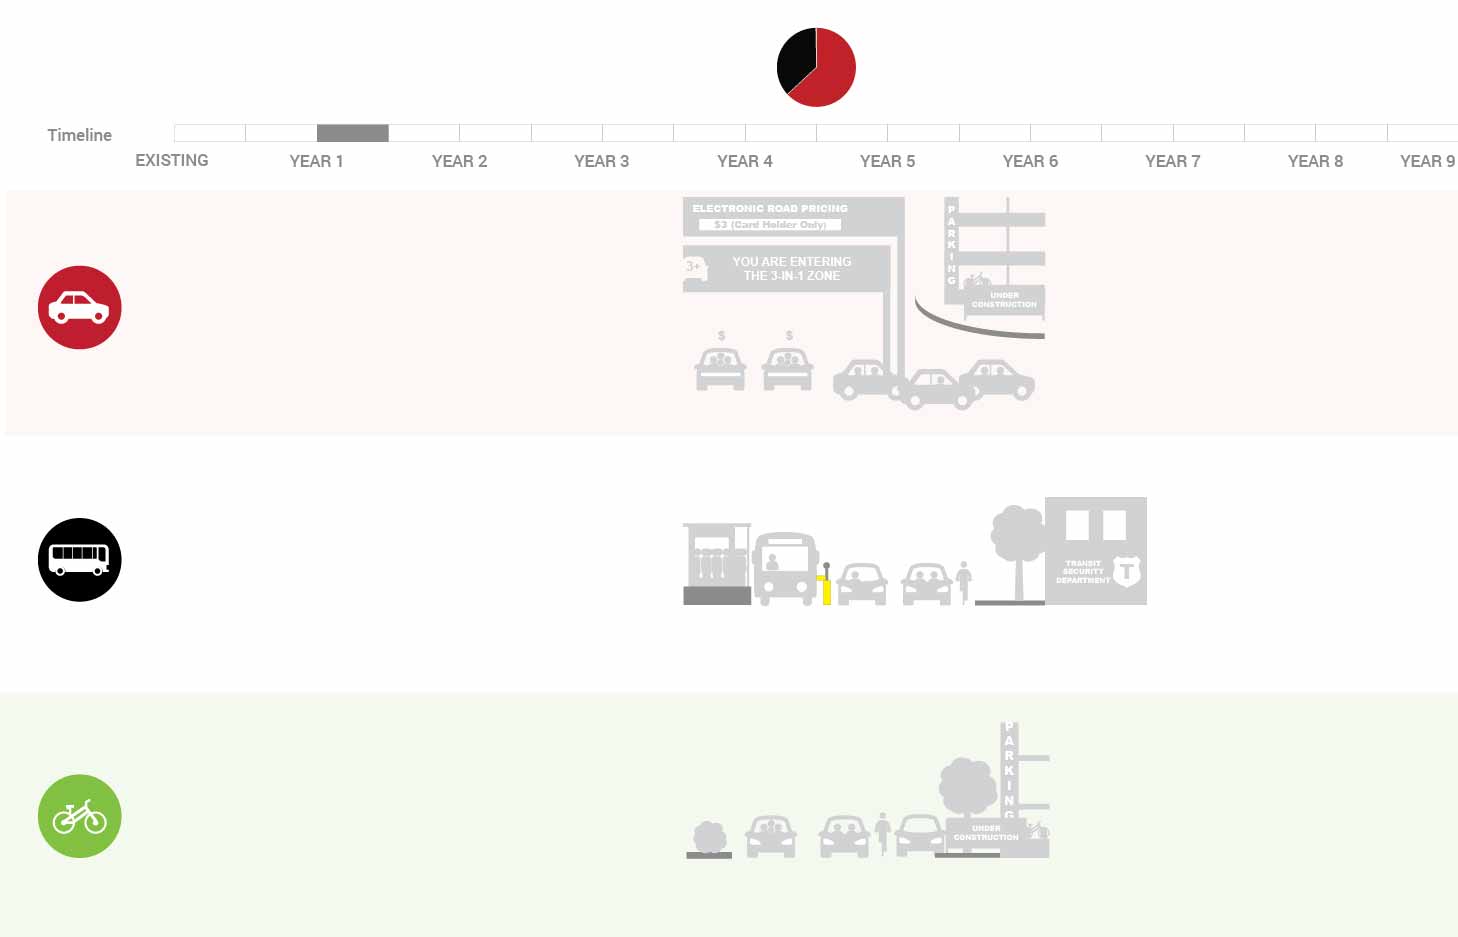 Timeline
EXISTING
YEAR 1
YEAR 2
YEAR 3
YEAR 4
YEAR 5
YEAR 6
YEAR 7
YEAR 8
YEAR 9
ELECTRONIC ROAD PRICING
$3 (Card Holder Only)
3+
YOU ARE ENTERING
THE 3-IN-1 ZONE
PARKING
UNDER
CONSTRUCTION
$
$
TRANSIT
SECURITY
DEPARTMENT
T
PARKING
UNDER
CONSTRUCTION